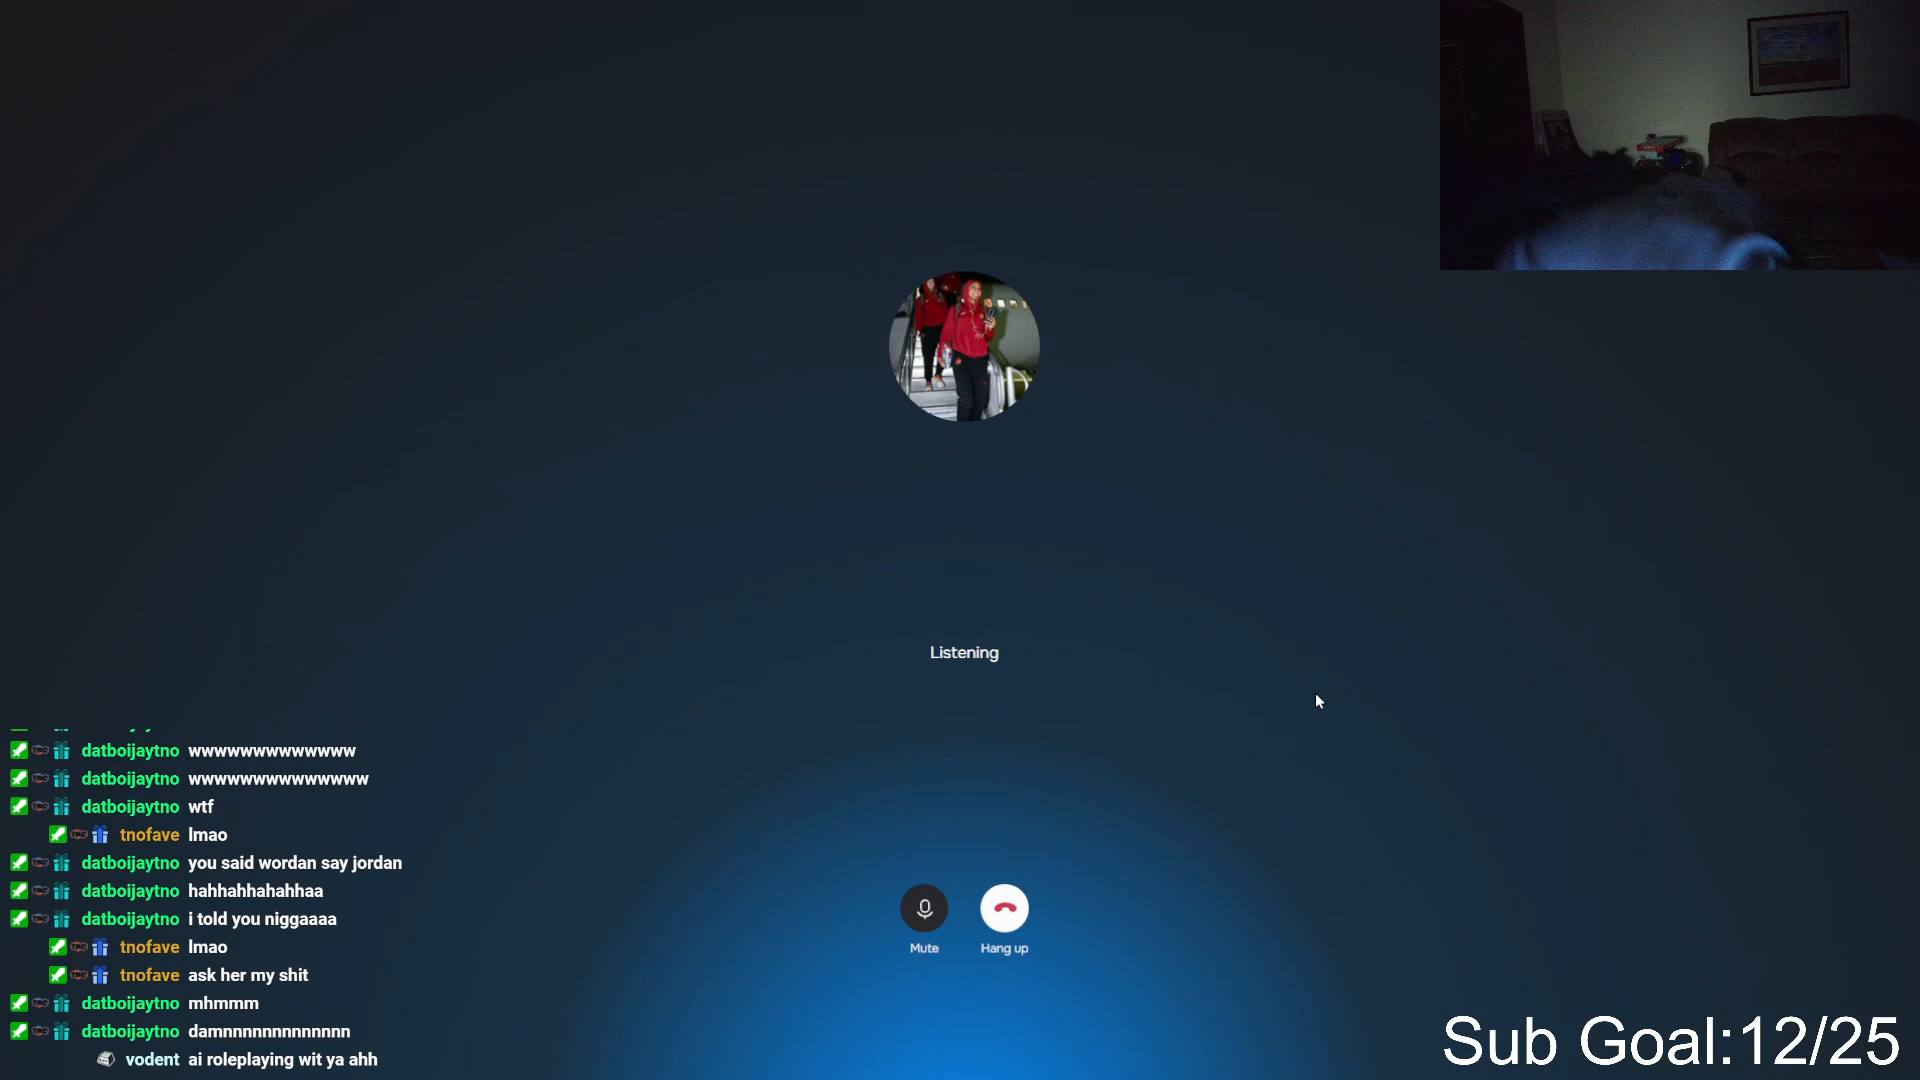 Listening
datboijaytno wwwwwwwwwwwww
datboijaytno wwwwwwwwwwwwww
datboijaytno wtf
tnofave lmao
datboijaytno you said wordan say jordan
datboijaytno hahhahhahahhaa
datboijaytno i told you niggaaaa
tnofave lmao
tnofave ask her my shit
datboijaytno mhmmm
datboijaytno damnnnnnnnnnnnnnn
vodent ai roleplaying wit ya ahh
Mute
Hang up
Sub Goal:12/25